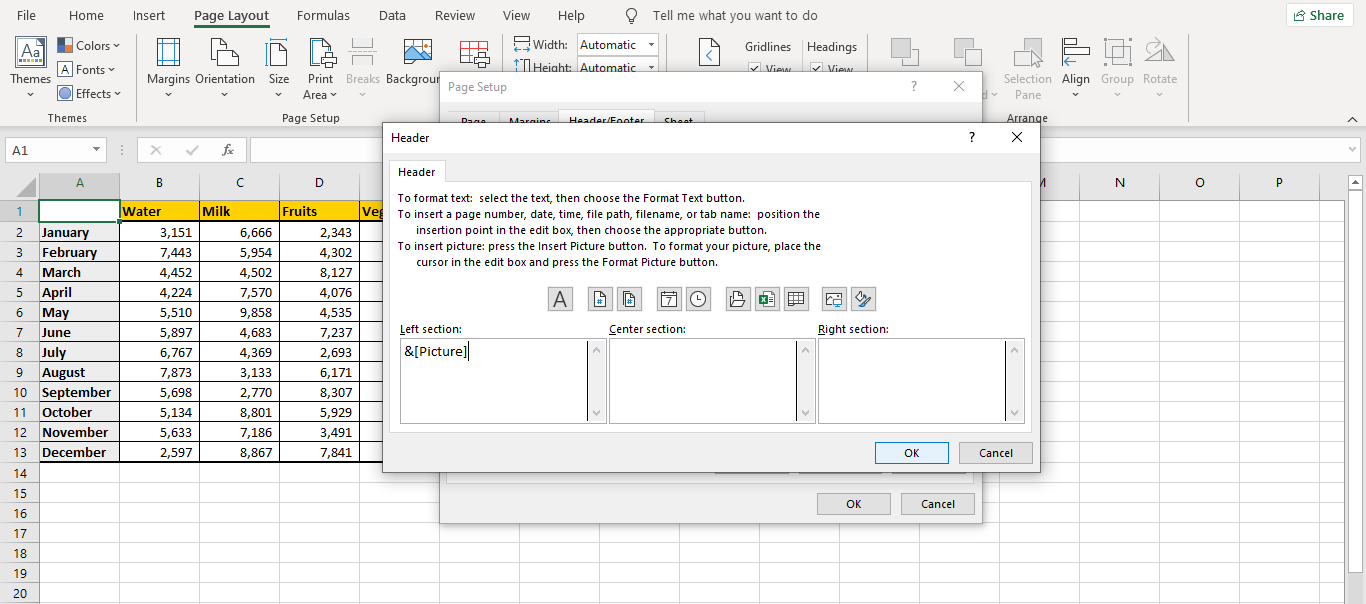 File Home Insert Page Layout Formulas Data Review View Help Tell me what you want to do Share
Aa Colors Width: Automatic Gridlines Headings
A Fonts Height: Automatic View View
Themes Effects Margins Orientation Size Print Area Breaks Backgroun Selection Pane Align Group Rotate
Themes Page Setup Arrange
Page Setup ?
Page Margins Header/Footer Sheet
A1 fx
Header ?
Header
To format text: select the text, then choose the Format Text button.
To insert a page number, date, time, file path, filename, or tab name: position the
insertion point in the edit box, then choose the appropriate button.
To insert picture: press the Insert Picture button. To format your picture, place the
cursor in the edit box and press the Format Picture button.
A # 7
Left section: Center section: Right section:
&[Picture]
OK Cancel
OK Cancel
A B C D M N O P
1 Water Milk Fruits Veg
2 January 3,151 6,666 2,343
3 February 7,443 5,954 4,302
4 March 4,452 4,502 8,127
5 April 4,224 7,570 4,076
6 May 5,510 9,858 4,535
7 June 5,897 4,683 7,237
8 July 6,767 4,369 2,693
9 August 7,873 3,133 6,171
10 September 5,698 2,770 8,307
11 October 5,134 8,801 5,929
12 November 5,633 7,186 3,491
13 December 2,597 8,867 7,841
14
15
16
17
18
19
20